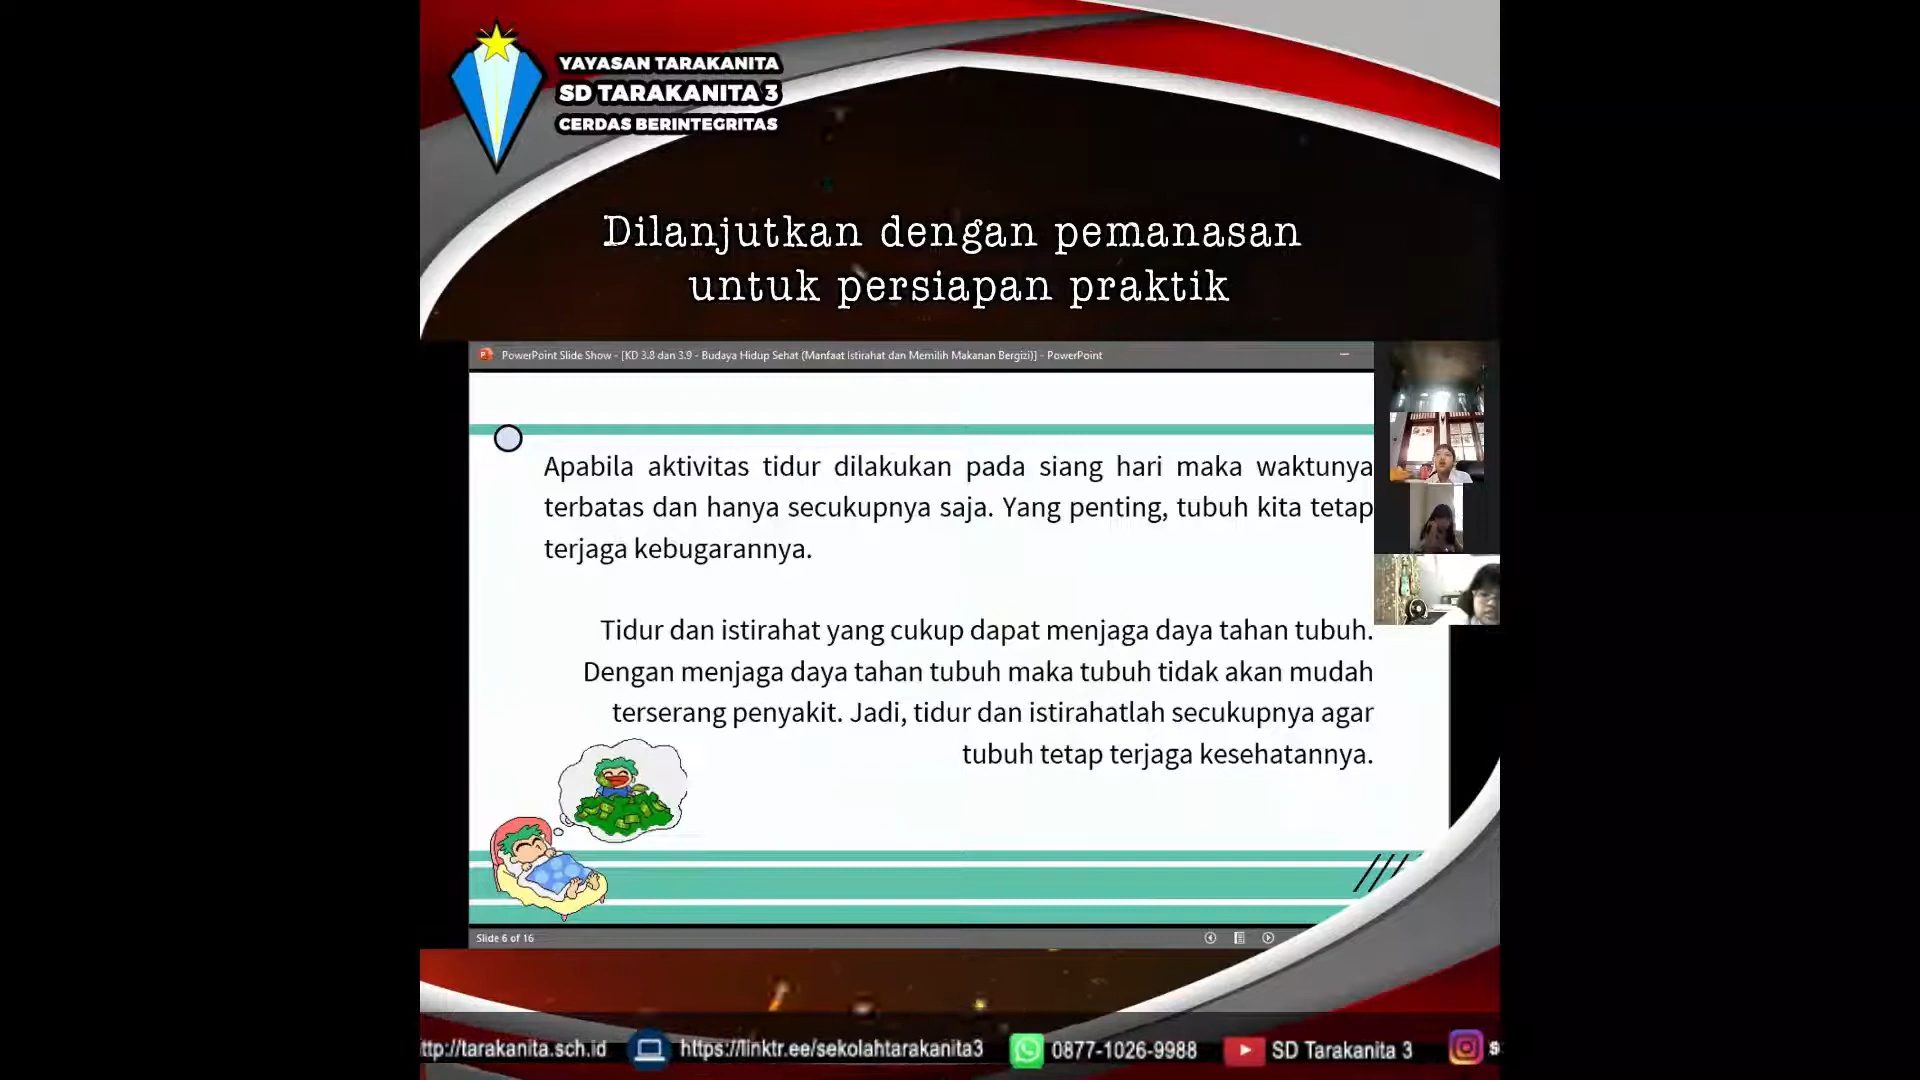 YAYASAN TARAKANITA
SD TARAKANITA 3
CERDAS BERINTEGRITAS
Dilanjutkan dengan pemanasan
untuk persiapan praktik
PowerPoint Slide Show - [KD 3.8 dan 3.9 - Budaya Hidup Sehat (Manfaat Istirahat dan Memilih Makanan Bergizi)] - PowerPoint
Apabila aktivitas tidur dilakukan pada siang hari maka waktunya
terbatas dan hanya secukupnya saja. Yang penting, tubuh kita tetap
terjaga kebugarannya.
Tidur dan istirahat yang cukup dapat menjaga daya tahan tubuh.
Dengan menjaga daya tahan tubuh maka tubuh tidak akan mudah
terserang penyakit. Jadi, tidur dan istirahatlah secukupnya agar
tubuh tetap terjaga kesehatannya.
Slide 6 of 16
ttp://tarakanita.sch.id https://linktr.ee/sekolahtarakanita3 0877-1026-9988 SD Tarakanita 3